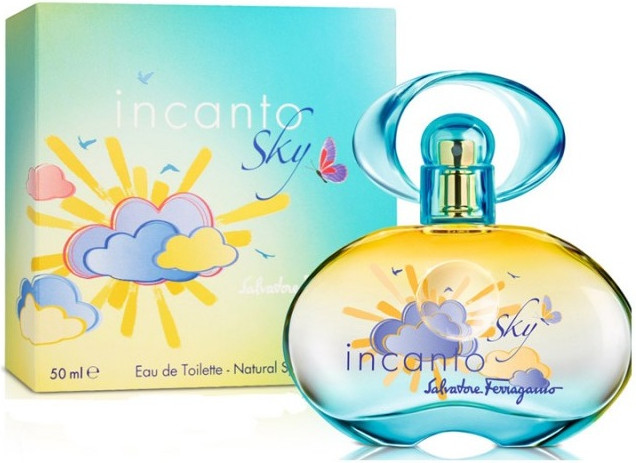 incanto
Sky
Salvatore
50 ml e
Eau de Toilette - Natural S
Sky
incanto
Salvatore Ferragamo